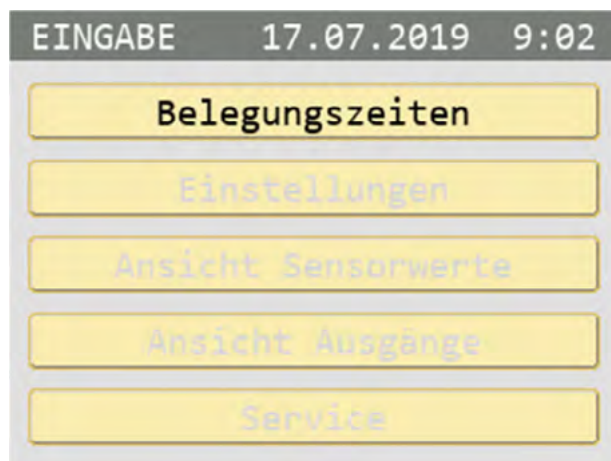 EINGABE 17.07.2019 9:02
Belegungszeiten
Einstellungen
Ansicht Sensorwerte
Ansicht Ausgänge
Service